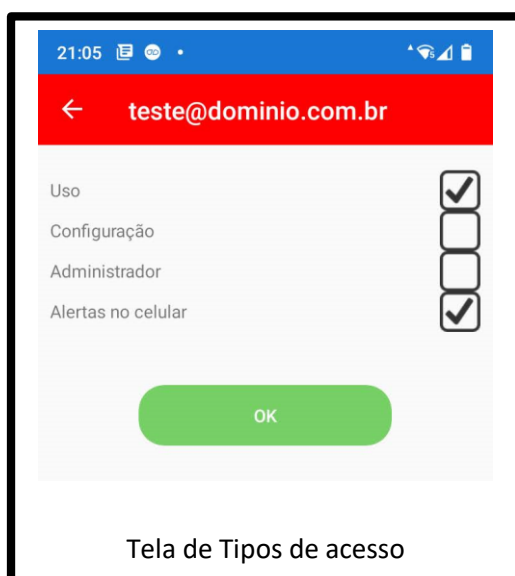 21:05
teste@dominio.com.br
Uso
Configuração
Administrador
Alertas no celular
OK
Tela de Tipos de acesso